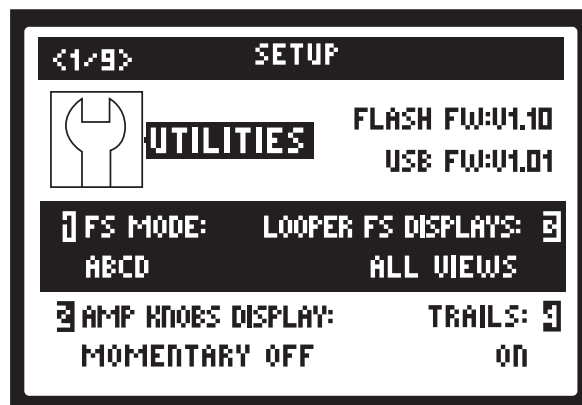 <1/9> SETUP
UTILITIES
FLASH FW:V1.10
USB FW:V1.01
1 FS MODE: LOOPER FS DISPLAYS: 3
ABCD ALL VIEWS
2 AMP KNOBS DISPLAY: TRAILS: 4
MOMENTARY OFF ON